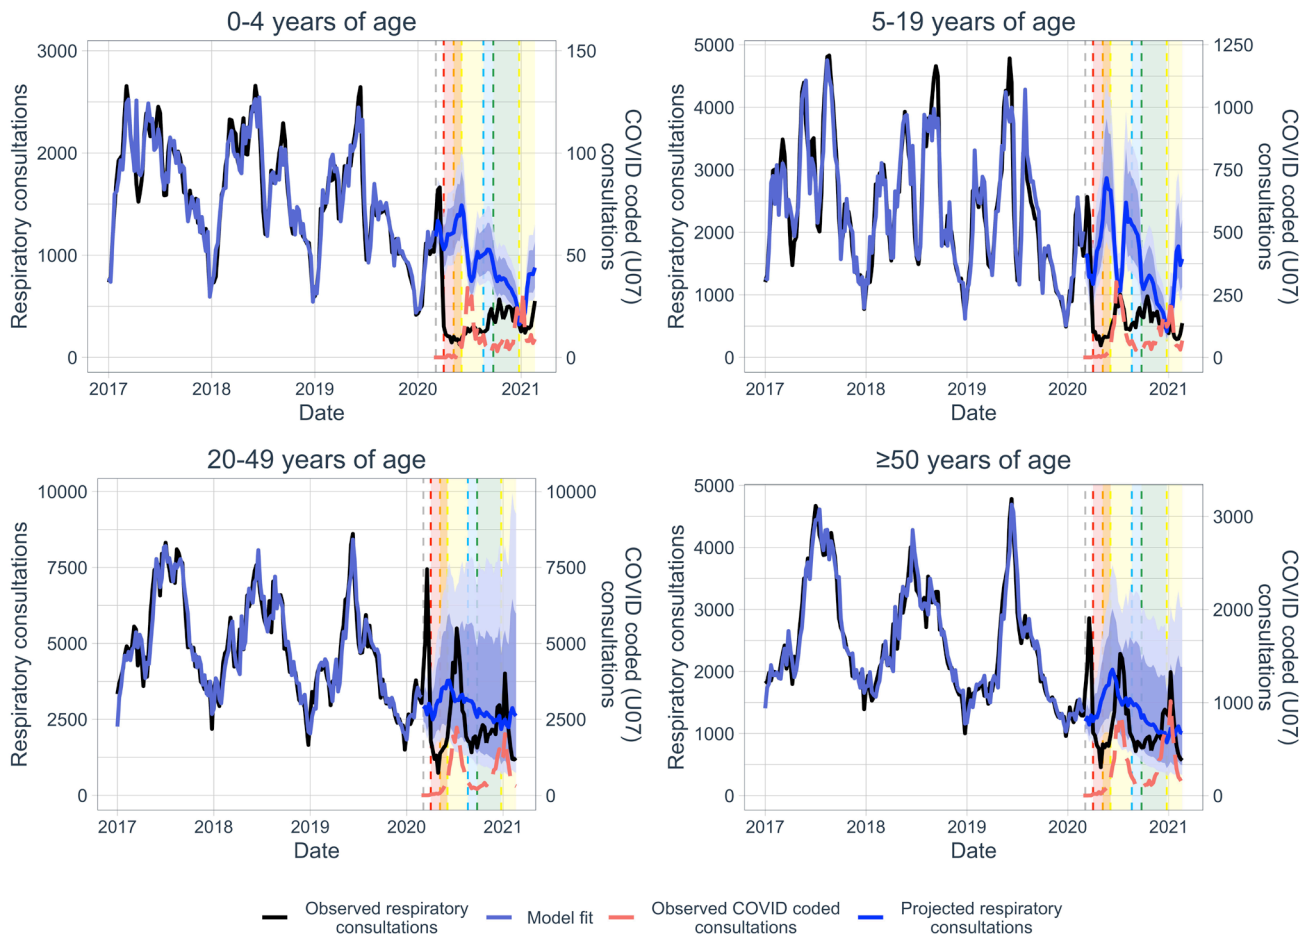 0-4 years of age
5-19 years of age
3000
2000
1000
0
Respiratory consultations
150
100
50
0
COVID coded (U07)
consultations
2017
2018
2019
2020
2021
Date
5000
4000
3000
2000
1000
0
Respiratory consultations
1250
1000
750
500
250
0
COVID coded (U07)
consultations
2017
2018
2019
2020
2021
Date
20-49 years of age
≥50 years of age
10000
7500
5000
2500
0
Respiratory consultations
10000
7500
5000
2500
0
COVID coded (U07)
consultations
2017
2018
2019
2020
2021
Date
5000
4000
3000
2000
1000
0
Respiratory consultations
3000
2000
1000
0
COVID coded (U07)
consultations
2017
2018
2019
2020
2021
Date
Observed respiratory
consultations
Model fit
Observed COVID coded
consultations
Projected respiratory
consultations